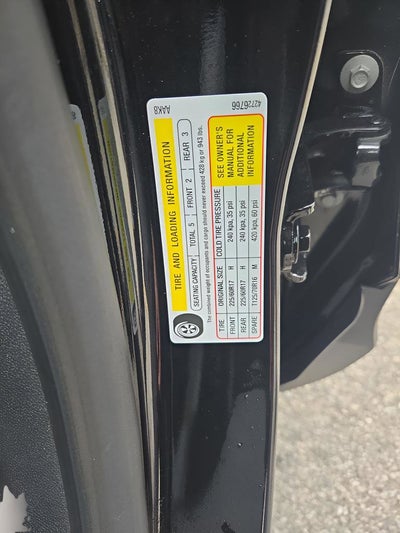 AAK8
42726766
TIRE AND LOADING INFORMATION
SEATING CAPACITY TOTAL 5 FRONT 2 REAR 3
The combined weight of occupants and cargo should never exceed 428 kg or 943 lbs.
TIRE ORIGINAL SIZE COLD TIRE PRESSURE
FRONT 225/60R17 H 240 kpa, 35 psi
REAR 225/60R17 H 240 kpa, 35 psi
SPARE T125/70R16 M 420 kpa, 60 psi
SEE OWNER'S
MANUAL FOR
ADDITIONAL
INFORMATION